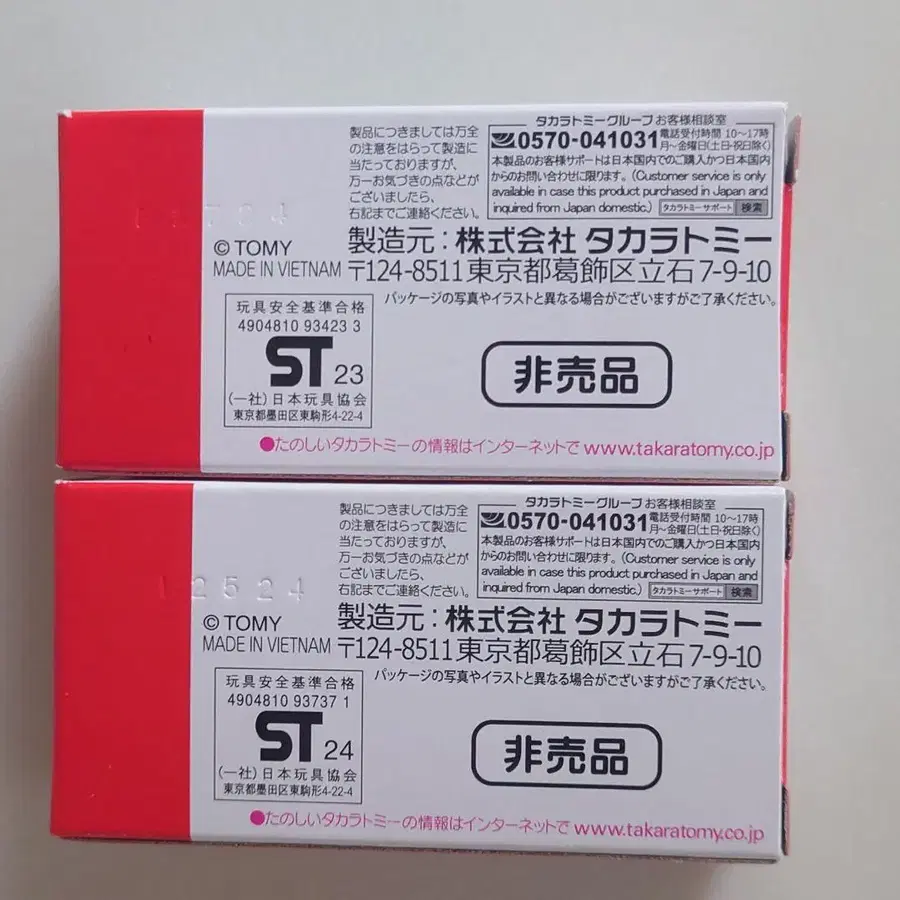 製品につきましては万全
の注意をはらって製造に
当たっておりますが、
万一お気づきの点などが
ございましたら、
右記までご連絡ください。
タカラトミーグループ お客様相談室
0570-041031 電話受付時間 10〜17時
月〜金曜日(土日・祝日除く)
本製品のお客様サポートは日本国内でのご購入かつ日本国内
からのお問い合わせに限ります。(Customer service is only
available in case this product purchased in Japan and
inquired from Japan domestic.) タカラトミーサポート 検索
© TOMY
MADE IN VIETNAM
製造元:株式会社 タカラトミー
〒124-8511 東京都葛飾区立石7-9-10
パッケージの写真やイラストと異なる場合がございますがご了承ください。
玩具安全基準合格
4904810 93423 3
ST 23
(一社)日本玩具協会
東京都墨田区東駒形4-22-4
非売品
●たのしいタカラトミーの情報はインターネットで www.takaratomy.co.jp
製品につきましては万全
の注意をはらって製造に
当たっておりますが、
万一お気づきの点などが
ございましたら、
右記までご連絡ください。
タカラトミーグループ お客様相談室
0570-041031 電話受付時間 10〜17時
月〜金曜日(土日・祝日除く)
本製品のお客様サポートは日本国内でのご購入かつ日本国内
からのお問い合わせに限ります。(Customer service is only
available in case this product purchased in Japan and
inquired from Japan domestic.) タカラトミーサポート 検索
12524
© TOMY
MADE IN VIETNAM
製造元:株式会社 タカラトミー
〒124-8511 東京都葛飾区立石7-9-10
パッケージの写真やイラストと異なる場合がございますがご了承ください。
玩具安全基準合格
4904810 93737 1
ST 24
(一社)日本玩具協会
東京都墨田区東駒形4-22-4
非売品
●たのしいタカラトミーの情報はインターネットで www.takaratomy.co.jp